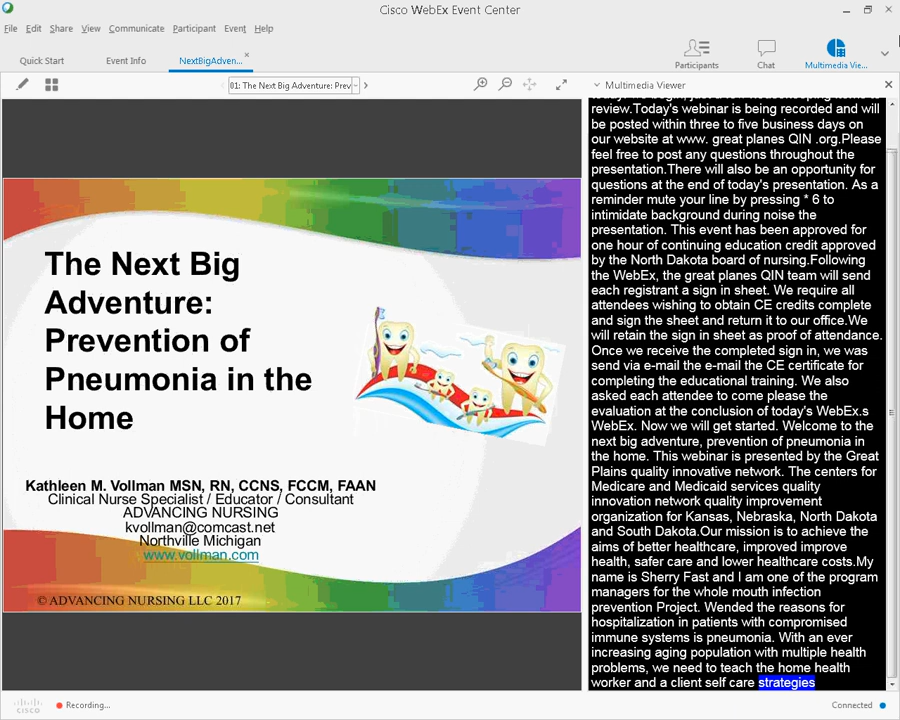 Cisco WebEx Event Center
File Edit Share View Communicate Participant Event Help
Quick Start Event Info NextBigAdven...
Participants Chat Multimedia Vie...
01: The Next Big Adventure: Prev
Multimedia Viewer
The Next Big
Adventure:
Prevention of
Pneumonia in the
Home
Kathleen M. Vollman MSN, RN, CCNS, FCCM, FAAN
Clinical Nurse Specialist / Educator / Consultant
ADVANCING NURSING
kvollman@comcast.net
Northville Michigan
www.vollman.com
© ADVANCING NURSING LLC 2017
review.Today's webinar is being recorded and will
be posted within three to five business days on
our website at www. great planes QIN .org.Please
feel free to post any questions throughout the
presentation.There will also be an opportunity for
questions at the end of today's presentation. As a
reminder mute your line by pressing * 6 to
intimidate background during noise the
presentation. This event has been approved for
one hour of continuing education credit approved
by the North Dakota board of nursing.Following
the WebEx, the great planes QIN team will send
each registrant a sign in sheet. We require all
attendees wishing to obtain CE credits complete
and sign the sheet and return it to our office.We
will retain the sign in sheet as proof of attendance.
Once we receive the completed sign in, we was
send via e-mail the e-mail the CE certificate for
completing the educational training. We also
asked each attendee to come please the
evaluation at the conclusion of today's WebEx.s
WebEx. Now we will get started. Welcome to the
next big adventure, prevention of pneumonia in
the home. This webinar is presented by the Great
Plains quality innovative network. The centers for
Medicare and Medicaid services quality
innovation network quality improvement
organization for Kansas, Nebraska, North Dakota
and South Dakota.Our mission is to achieve the
aims of better healthcare, improved improve
health, safer care and lower healthcare costs.My
name is Sherry Fast and I am one of the program
managers for the whole mouth infection
prevention Project. Wended the reasons for
hospitalization in patients with compromised
immune systems is pneumonia. With an ever
increasing aging population with multiple health
problems, we need to teach the home health
worker and a client self care strategies
cisco Recording...
Connected